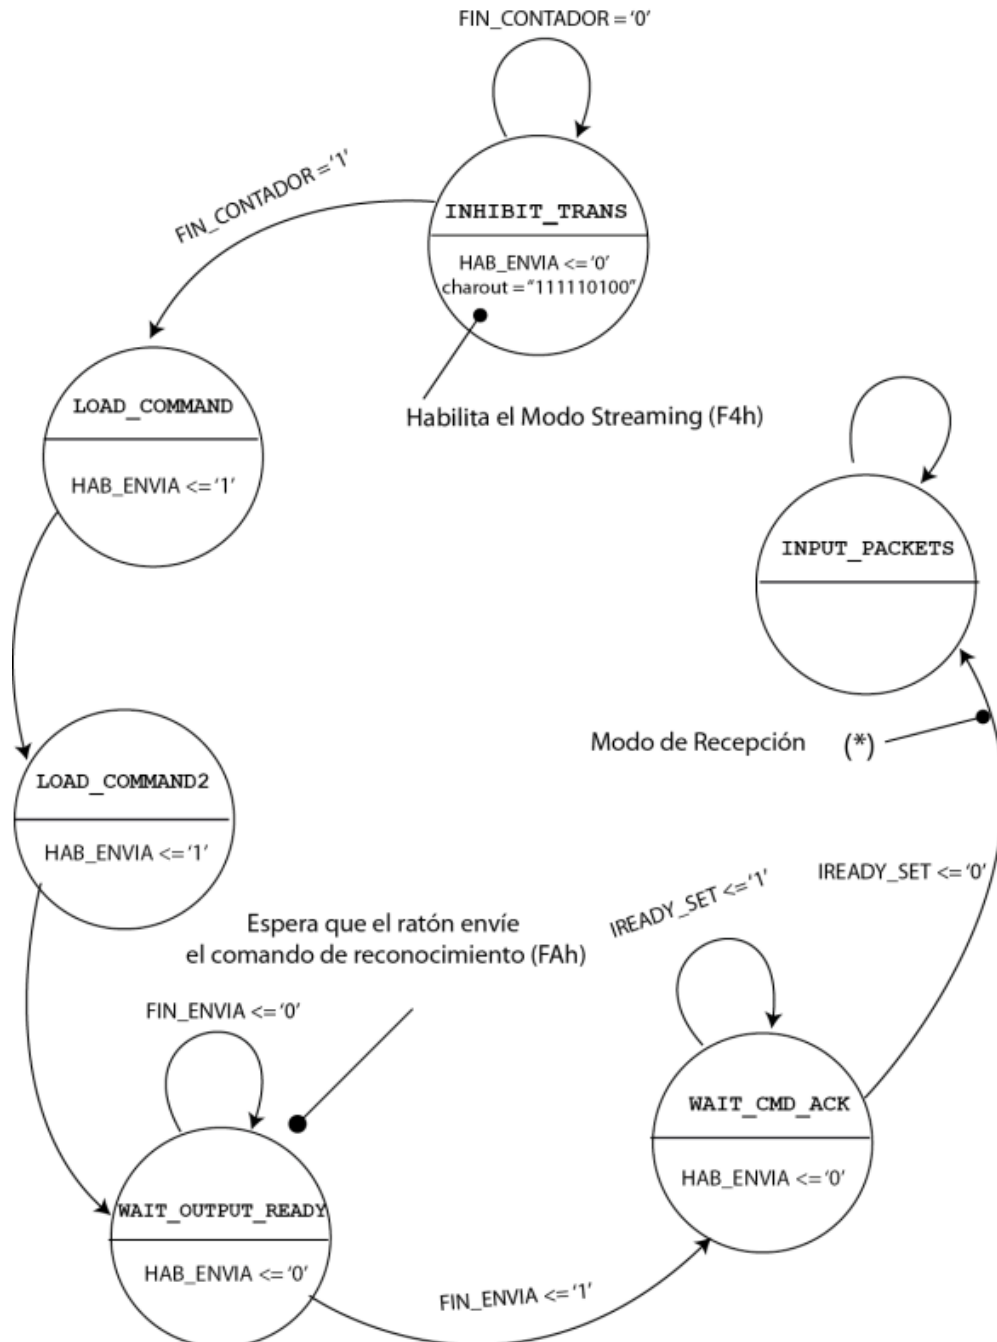 FIN_CONTADOR = ‘0’
FIN_CONTADOR = ‘1’
INHIBIT_TRANS
HAB_ENVIA <= ‘0’
charout = “111110100”
Habilita el Modo Streaming (F4h)
LOAD_COMMAND
HAB_ENVIA <= ‘1’
INPUT_PACKETS
Modo de Recepción (*)
LOAD_COMMAND2
HAB_ENVIA <= ‘1’
IREADY_SET <= ‘1’
IREADY_SET <= ‘0’
Espera que el ratón envíe
el comando de reconocimiento (FAh)
FIN_ENVIA <= ‘0’
WAIT_CMD_ACK
HAB_ENVIA <= ‘0’
WAIT_OUTPUT_READY
HAB_ENVIA <= ‘0’
FIN_ENVIA <= ‘1’